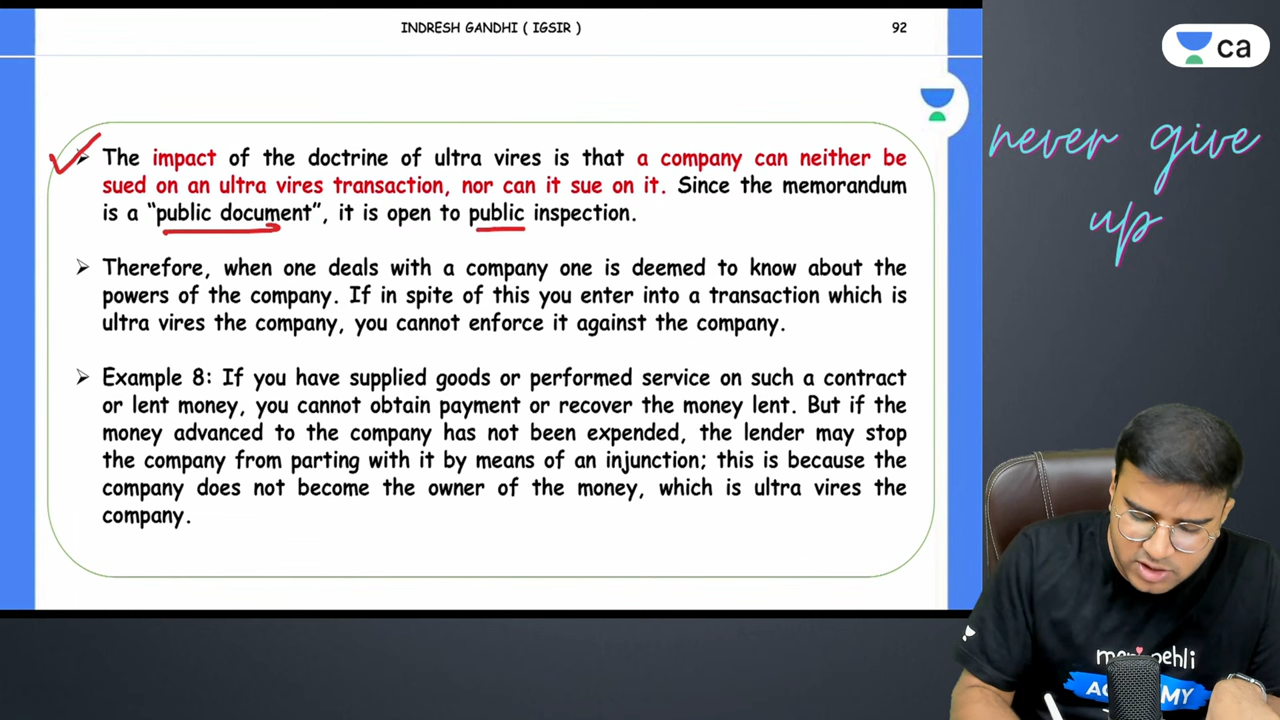 INDRESH GANDHI ( IGSIR )
92
ca
never give
up
➢ The impact of the doctrine of ultra vires is that a company can neither be
sued on an ultra vires transaction, nor can it sue on it. Since the memorandum
is a “public document”, it is open to public inspection.
➢ Therefore, when one deals with a company one is deemed to know about the
powers of the company. If in spite of this you enter into a transaction which is
ultra vires the company, you cannot enforce it against the company.
➢ Example 8: If you have supplied goods or performed service on such a contract
or lent money, you cannot obtain payment or recover the money lent. But if the
money advanced to the company has not been expended, the lender may stop
the company from parting with it by means of an injunction; this is because the
company does not become the owner of the money, which is ultra vires the
company.